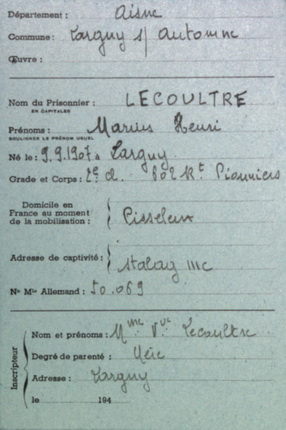 Département : Aisne
Commune : Largny s/ Automne
Œuvre :
Nom du Prisonnier : LECOULTRE
EN CAPITALES
Prénoms : Marius Henri
SOULIGNER LE PRÉNOM USUEL
Né le : 9.9.1907 à Largny
Grade et Corps : 2e cl. 602 Rt Pionniers
Domicile en
France au moment
de la mobilisation : Pisseleux
Adresse de captivité : Stalag IIIC
No Mle Allemand : 50.069
Inscripteur
Nom et prénoms : Mme Vve Lecoultre
Degré de parenté : Mère
Adresse : Largny
le 194